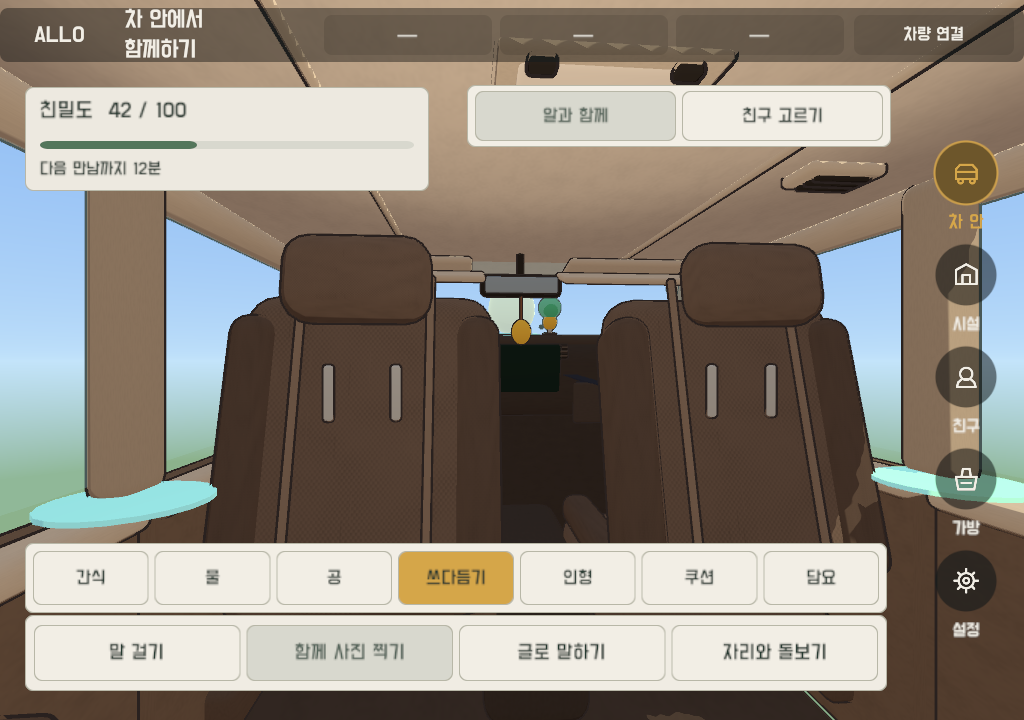 ALLO
차 안에서
함께하기
—
—
—
차량 연결
친밀도 42 / 100
다음 만남까지 12분
알과 함께
친구 고르기
차 안
시설
친구
가방
설정
간식
물
공
쓰다듬기
인형
쿠션
담요
말 걸기
함께 사진 찍기
글로 말하기
자리와 돌보기